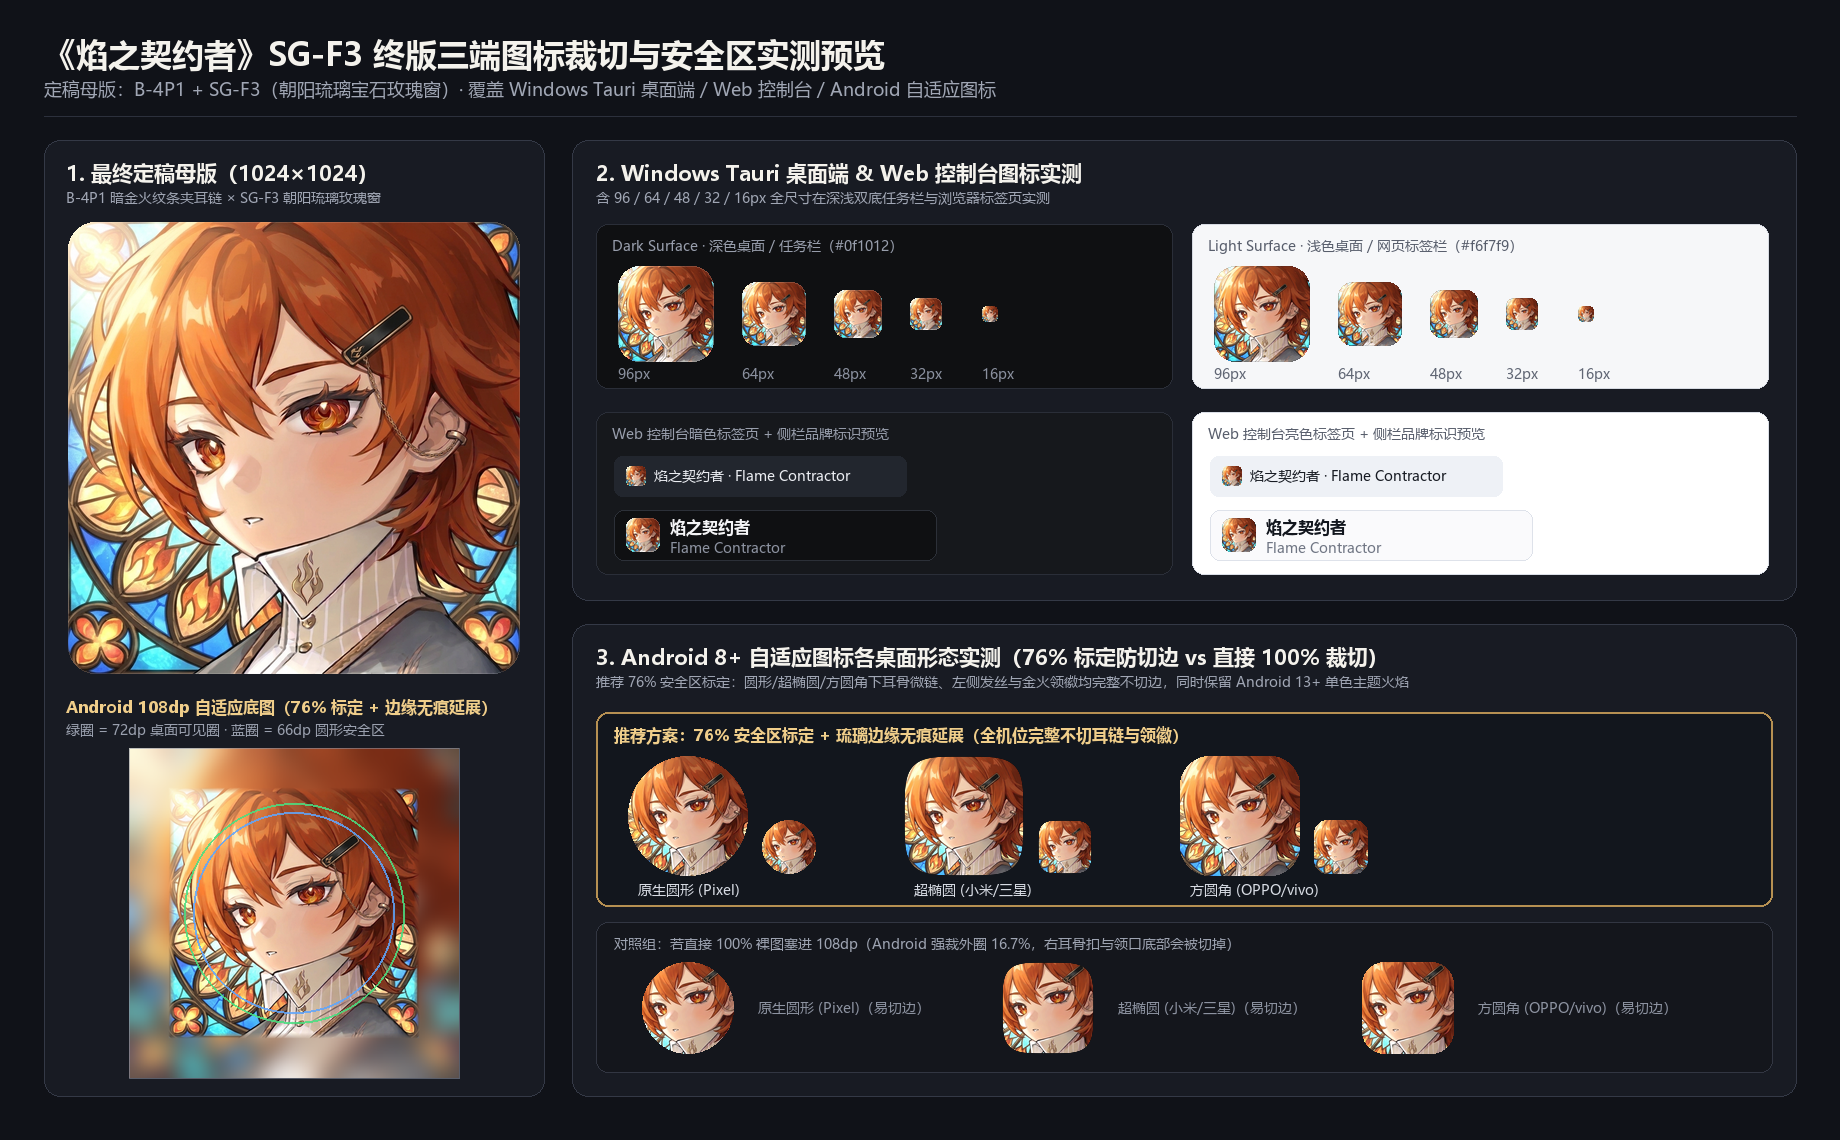 《焰之契约者》SG-F3 终版三端图标裁切与安全区实测预览
定稿母版：B-4P1 + SG-F3（朝阳琉璃宝石玫瑰窗）· 覆盖 Windows Tauri 桌面端 / Web 控制台 / Android 自适应图标
1. 最终定稿母版（1024×1024）
B-4P1 暗金火纹条夹耳链 × SG-F3 朝阳琉璃玫瑰窗
Android 108dp 自适应底图（76% 标定 + 边缘无痕延展）
绿圈 = 72dp 桌面可见圈 · 蓝圈 = 66dp 圆形安全区
2. Windows Tauri 桌面端 & Web 控制台图标实测
含 96 / 64 / 48 / 32 / 16px 全尺寸在深浅双底任务栏与浏览器标签页实测
Dark Surface · 深色桌面 / 任务栏（#0f1012）
96px 64px 48px 32px 16px
Light Surface · 浅色桌面 / 网页标签栏（#f6f7f9）
96px 64px 48px 32px 16px
Web 控制台暗色标签页 + 侧栏品牌标识预览
焰之契约者 · Flame Contractor
焰之契约者
Flame Contractor
Web 控制台亮色标签页 + 侧栏品牌标识预览
焰之契约者 · Flame Contractor
焰之契约者
Flame Contractor
3. Android 8+ 自适应图标各桌面形态实测（76% 标定防切边 vs 直接 100% 裁切）
推荐 76% 安全区标定：圆形/超椭圆/方圆角下耳骨微链、左侧发丝与金火领徽均完整不切边，同时保留 Android 13+ 单色主题火焰
推荐方案：76% 安全区标定 + 琉璃边缘无痕延展（全机位完整不切耳链与领徽）
原生圆形 (Pixel)
超椭圆 (小米/三星)
方圆角 (OPPO/vivo)
对照组：若直接 100% 裸图塞进 108dp（Android 强裁外圈 16.7%，右耳骨扣与领口底部会被切掉）
原生圆形 (Pixel)（易切边）
超椭圆 (小米/三星)（易切边）
方圆角 (OPPO/vivo)（易切边）